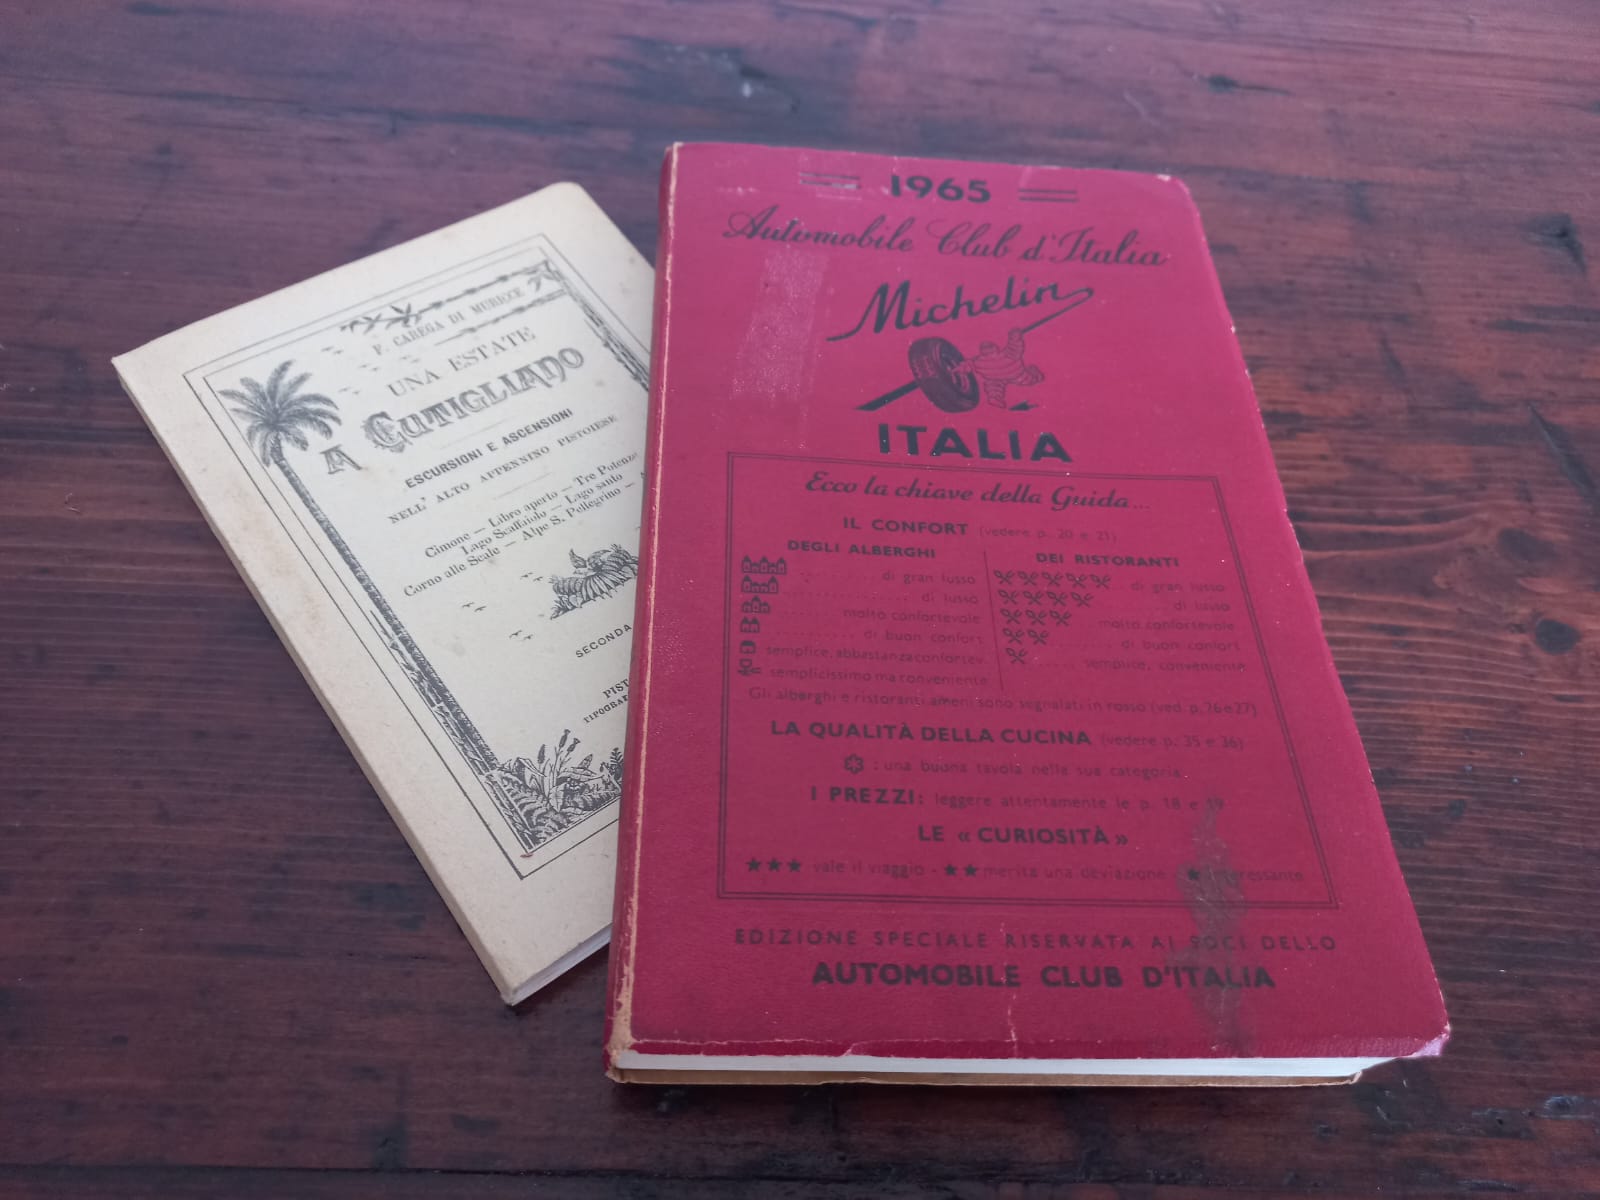 F. CAREGA DI MURICCE
UNA ESTATE
A CUTIGLIANO
ESCURSIONI E ASCENSIONI
NELL' ALTO APPENNINO PISTOIESE
Cimone — Libro aperto — Tre Potenze
Lago Scaffaiolo — Lago santo
Corno alle Scale — Alpe S. Pellegrino —
SECONDA
PIST
TIPOGRAF
1965
Automobile Club d'Italia
Michelin
ITALIA
Ecco la chiave della Guida...
IL CONFORT (vedere p. 20 e 21)
DEGLI ALBERGHI
di gran lusso
di lusso
molto confortevole
di buon confort
semplice, abbastanza confortev.
semplicissimo ma conveniente
DEI RISTORANTI
di gran lusso
di lusso
molto confortevole
di buon confort
semplice, conveniente
Gli alberghi e ristoranti ameni sono segnalati in rosso (ved. p. 26 e 27)
LA QUALITÀ DELLA CUCINA (vedere p. 35 e 36)
: una buona tavola nella sua categoria
I PREZZI: leggere attentamente le p. 18 e 19
LE « CURIOSITÀ »
★★★ vale il viaggio - ★★ merita una deviazione - ★ interessante
EDIZIONE SPECIALE RISERVATA AI SOCI DELLO
AUTOMOBILE CLUB D'ITALIA